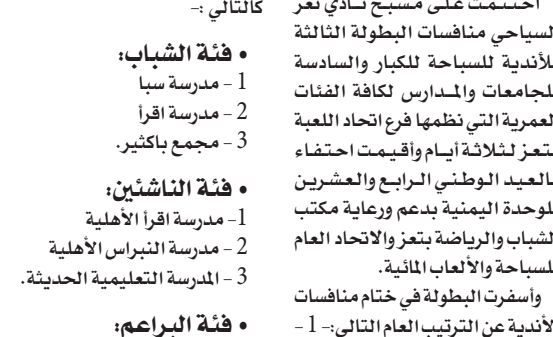 اختتمت على مسبح نادي تعز
السياحي منافسات البطولة الثالثة
للأندية للسباحة للكبار والسادسة
للجامعات والمدارس لكافة الفئات
العمرية التي نظمها فرع اتحاد اللعبة
بتعز لثلاثة أيام وأقيمت احتفاء
بالعيد الوطني الرابع والعشرين
للوحدة اليمنية بدعم ورعاية مكتب
الشباب والرياضة بتعز والاتحاد العام
للسباحة والألعاب المائية.
وأسفرت البطولة في ختام منافسات
الأندية عن الترتيب العام التالي:- 1 -
كالتالي :-
• فئة الشباب:
1 - مدرسة سبا
2 - مدرسة اقرأ
3 - مجمع باكثير.
• فئة الناشئين:
1- مدرسة اقرأ الأهلية
2 - مدرسة النبراس الأهلية
3 - المدرسة التعليمية الحديثة.
• فئة البراعم: